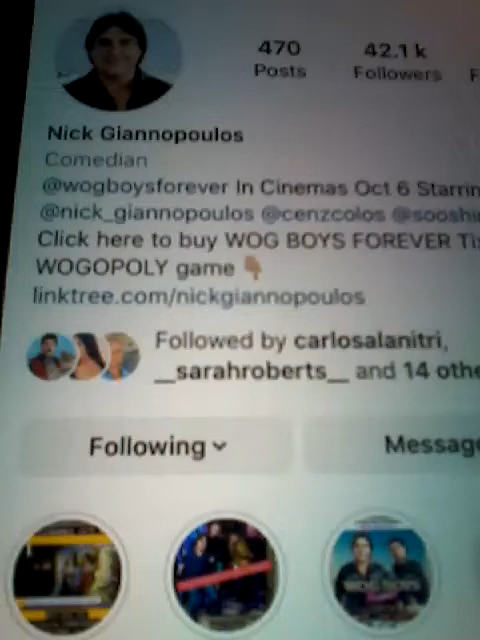 470 42.1 k
Posts Followers
Nick Giannopoulos
Comedian
@wogboysforever In Cinemas Oct 6
@nick_giannopoulos @cenzcolos
Click here to buy WOG BOYS FOREVER
WOGOPOLY game 👇🏽
linktree.com/nickgiannopoulos
Followed by carlosalanitri,
__sarahroberts__ and 14
Following